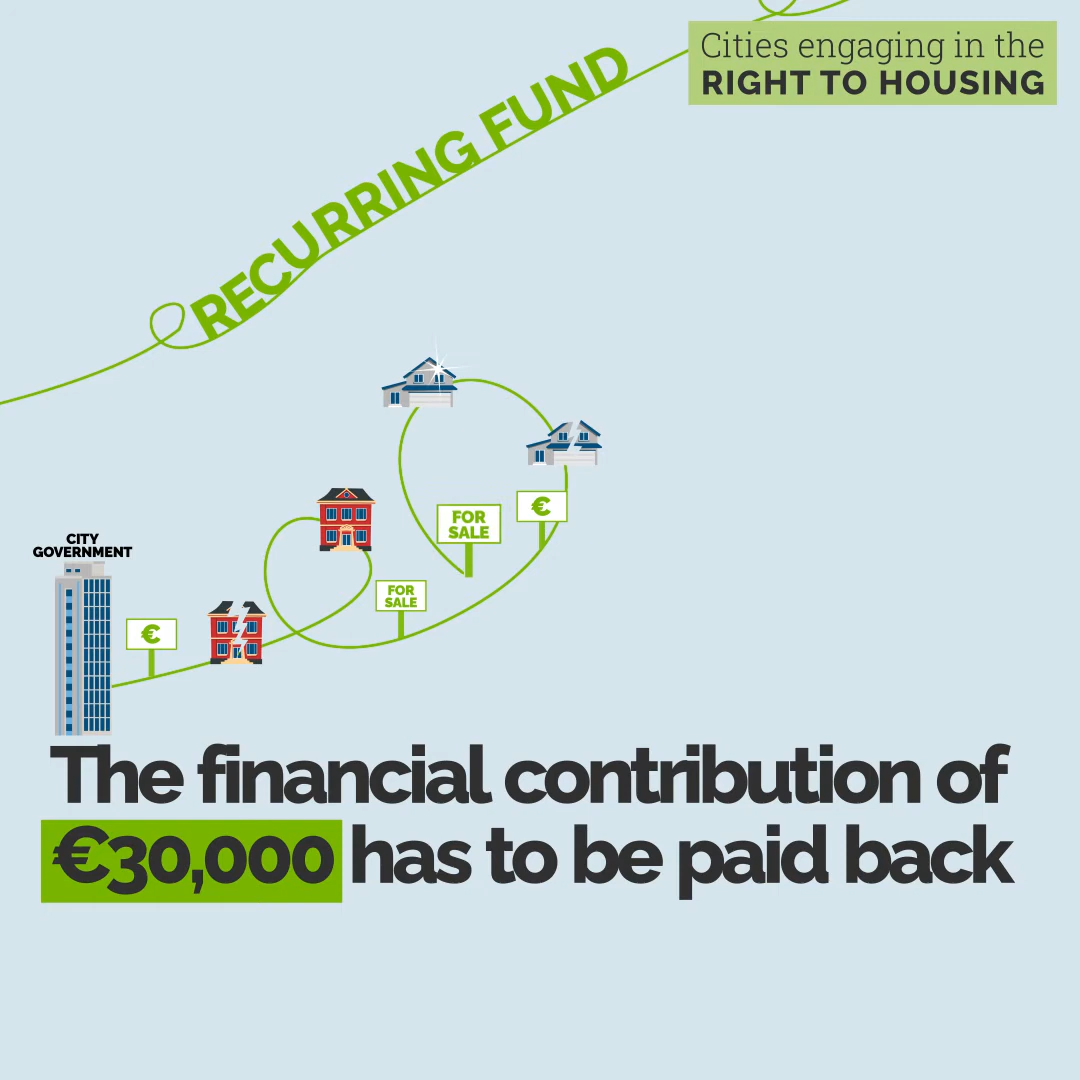 Cities engaging in the
RIGHT TO HOUSING
RECURRING FUND
FOR
SALE
€
CITY
GOVERNMENT
FOR
SALE
€
The financial contribution of
€30,000 has to be paid back